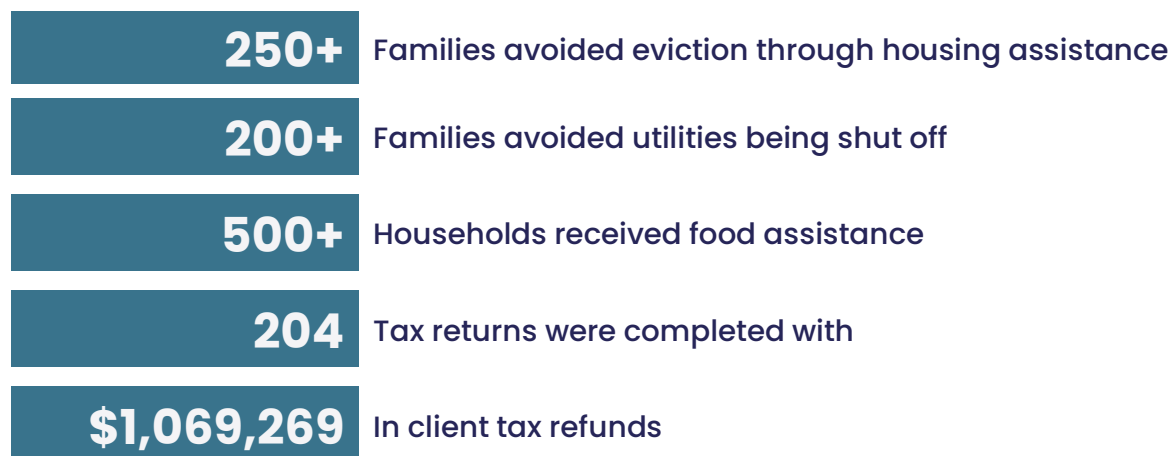 250+ Families avoided eviction through housing assistance
200+ Families avoided utilities being shut off
500+ Households received food assistance
204 Tax returns were completed with
$1,069,269 In client tax refunds